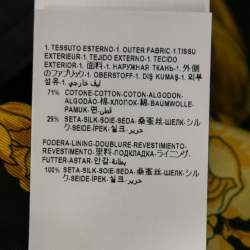 1. TESSUTO ESTERNO-1. OUTER FABRIC-1.TISSU
EXTERIEUR-1. TEJIDO EXTERNO-1. TECIDO
EXTERIOR-1. 面料-1. НАРУЖНАЯ ТКАНЬ-1. 外側
のファブリック-1. OBERSTOFF-1. DIŞ KUMAŞ-1. 외부
섬유-1. ليف خارجي
71% COTONE-COTTON-COTON-ALGODON-
ALGODÃO-棉-ХЛОПОК-綿-BAUMWOLLE-
PAMUK-면-قطن
29% SETA-SILK-SOIE-SEDA-桑蚕丝-ШЕЛК-シル
ク-SEIDE-İPEK-실크-حرير
FODERA-LINING-DOUBLURE-REVESTIMIENTO-
REVESTIMENTO-里料-ПОДКЛАДКА-ライニング-
FUTTER-ASTAR-안감-بطانة
100% SETA-SILK-SOIE-SEDA-桑蚕丝-ШЕЛК-シル
ク-SEIDE-İPEK-실크-حرير